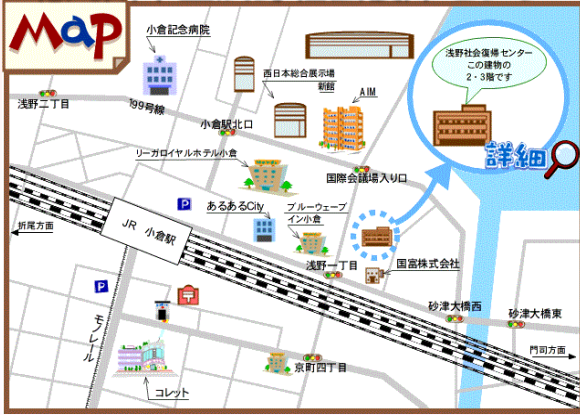 MAP
小倉記念病院
浅野社会復帰センター
この建物の
2・3階です
西日本総合展示場
新館
AIM
浅野二丁目
199号線
小倉駅北口
詳細
リーガロイヤルホテル小倉
国際会議場入り口
P
あるあるCity
ブルーウェーブ
イン小倉
JR 小倉駅
折尾方面
浅野一丁目
国富株式会社
P
砂津大橋西
砂津大橋東
モノレール
門司方面
京町四丁目
コレット